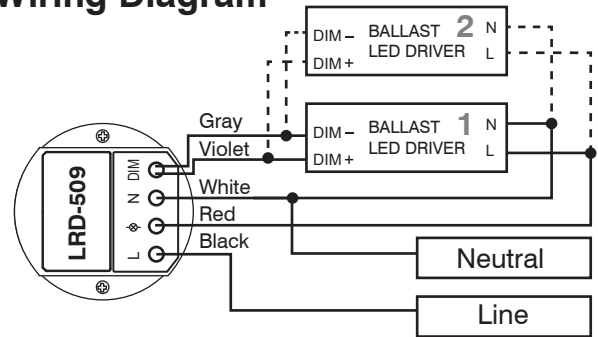 Wiring Diagram
DIM – BALLAST 2 N
DIM + LED DRIVER L
DIM – BALLAST 1 N
DIM + LED DRIVER L
Gray
Violet
White
Red
Black
LRD-509
DIM
N
L
Neutral
Line